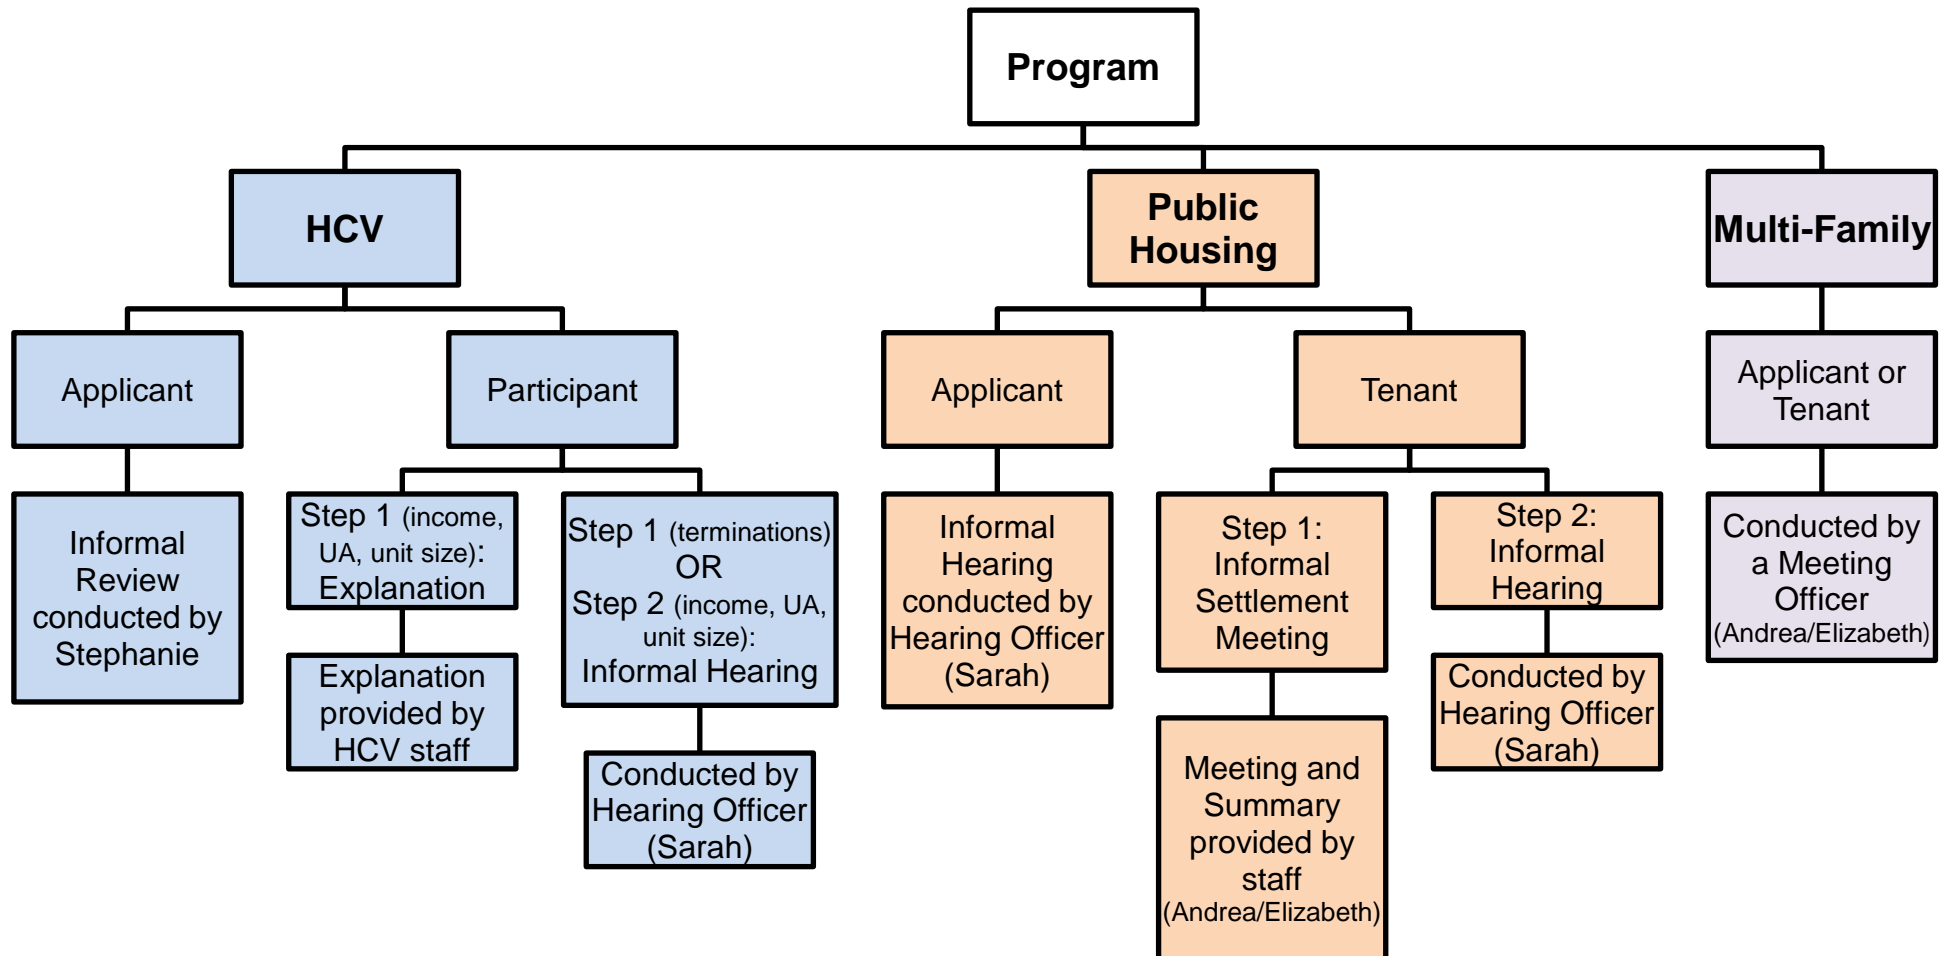 Program
HCV
Public
Housing
Multi-Family
Applicant
Participant
Applicant
Tenant
Applicant or
Tenant
Informal
Review
conducted by
Stephanie
Step 1 (income,
UA, unit size):
Explanation
Step 1 (terminations)
OR
Step 2 (income, UA,
unit size):
Informal Hearing
Informal
Hearing
conducted by
Hearing Officer
(Sarah)
Step 1:
Informal
Settlement
Meeting
Step 2:
Informal
Hearing
Conducted by
a Meeting
Officer
(Andrea/Elizabeth)
Explanation
provided by
HCV staff
Conducted by
Hearing Officer
(Sarah)
Meeting and
Summary
provided by
staff
(Andrea/Elizabeth)
Conducted by
Hearing Officer
(Sarah)